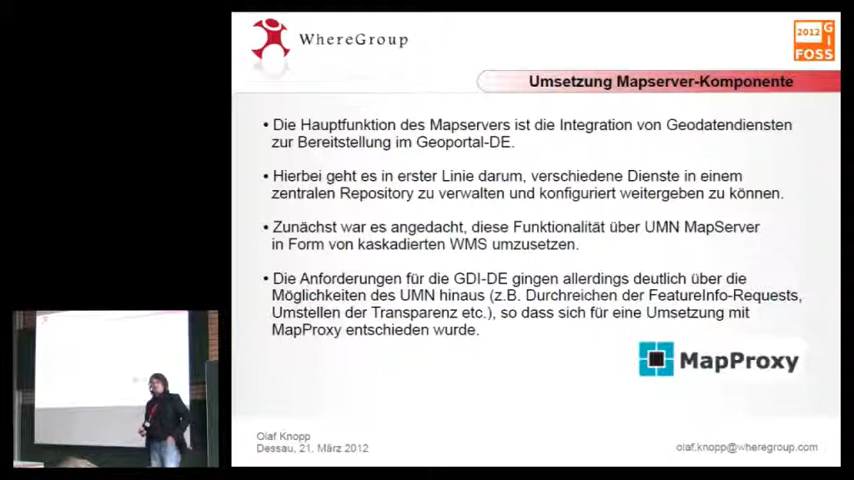 WhereGroup
2012
GI
FOSS
Umsetzung Mapserver-Komponente
• Die Hauptfunktion des Mapservers ist die Integration von Geodatendiensten
zur Bereitstellung im Geoportal-DE.
• Hierbei geht es in erster Linie darum, verschiedene Dienste in einem
zentralen Repository zu verwalten und konfiguriert weitergeben zu können.
• Zunächst war es angedacht, diese Funktionalität über UMN MapServer
in Form von kaskadierten WMS umzusetzen.
• Die Anforderungen für die GDI-DE gingen allerdings deutlich über die
Möglichkeiten des UMN hinaus (z.B. Durchreichen der FeatureInfo-Requests,
Umstellen der Transparenz etc.), so dass sich für eine Umsetzung mit
MapProxy entschieden wurde.
MapProxy
Olaf Knopp
Dessau, 21. März 2012
olaf.knopp@wheregroup.com